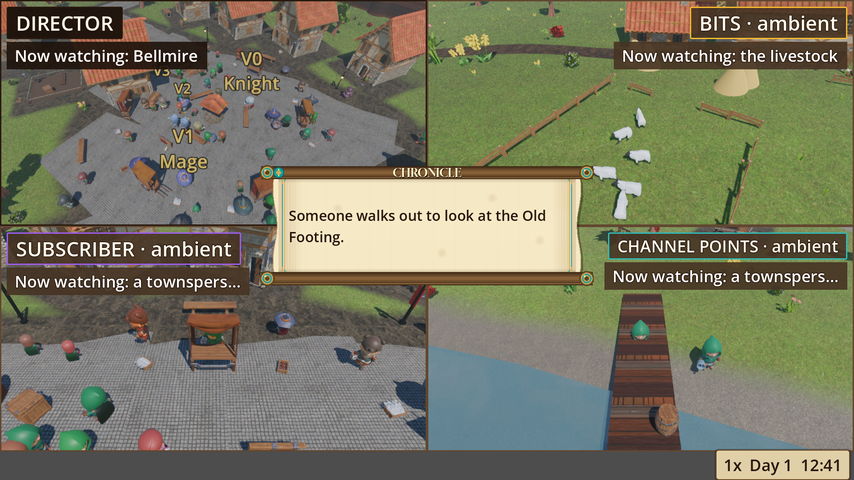 DIRECTOR
Now watching: Bellmire
V3
V2
V0
Knight
V1
Mage
BITS · ambient
Now watching: the livestock
CHRONICLE
Someone walks out to look at the Old
Footing.
SUBSCRIBER · ambient
Now watching: a townspers...
CHANNEL POINTS · ambient
Now watching: a townspers...
1x Day 1 12:41